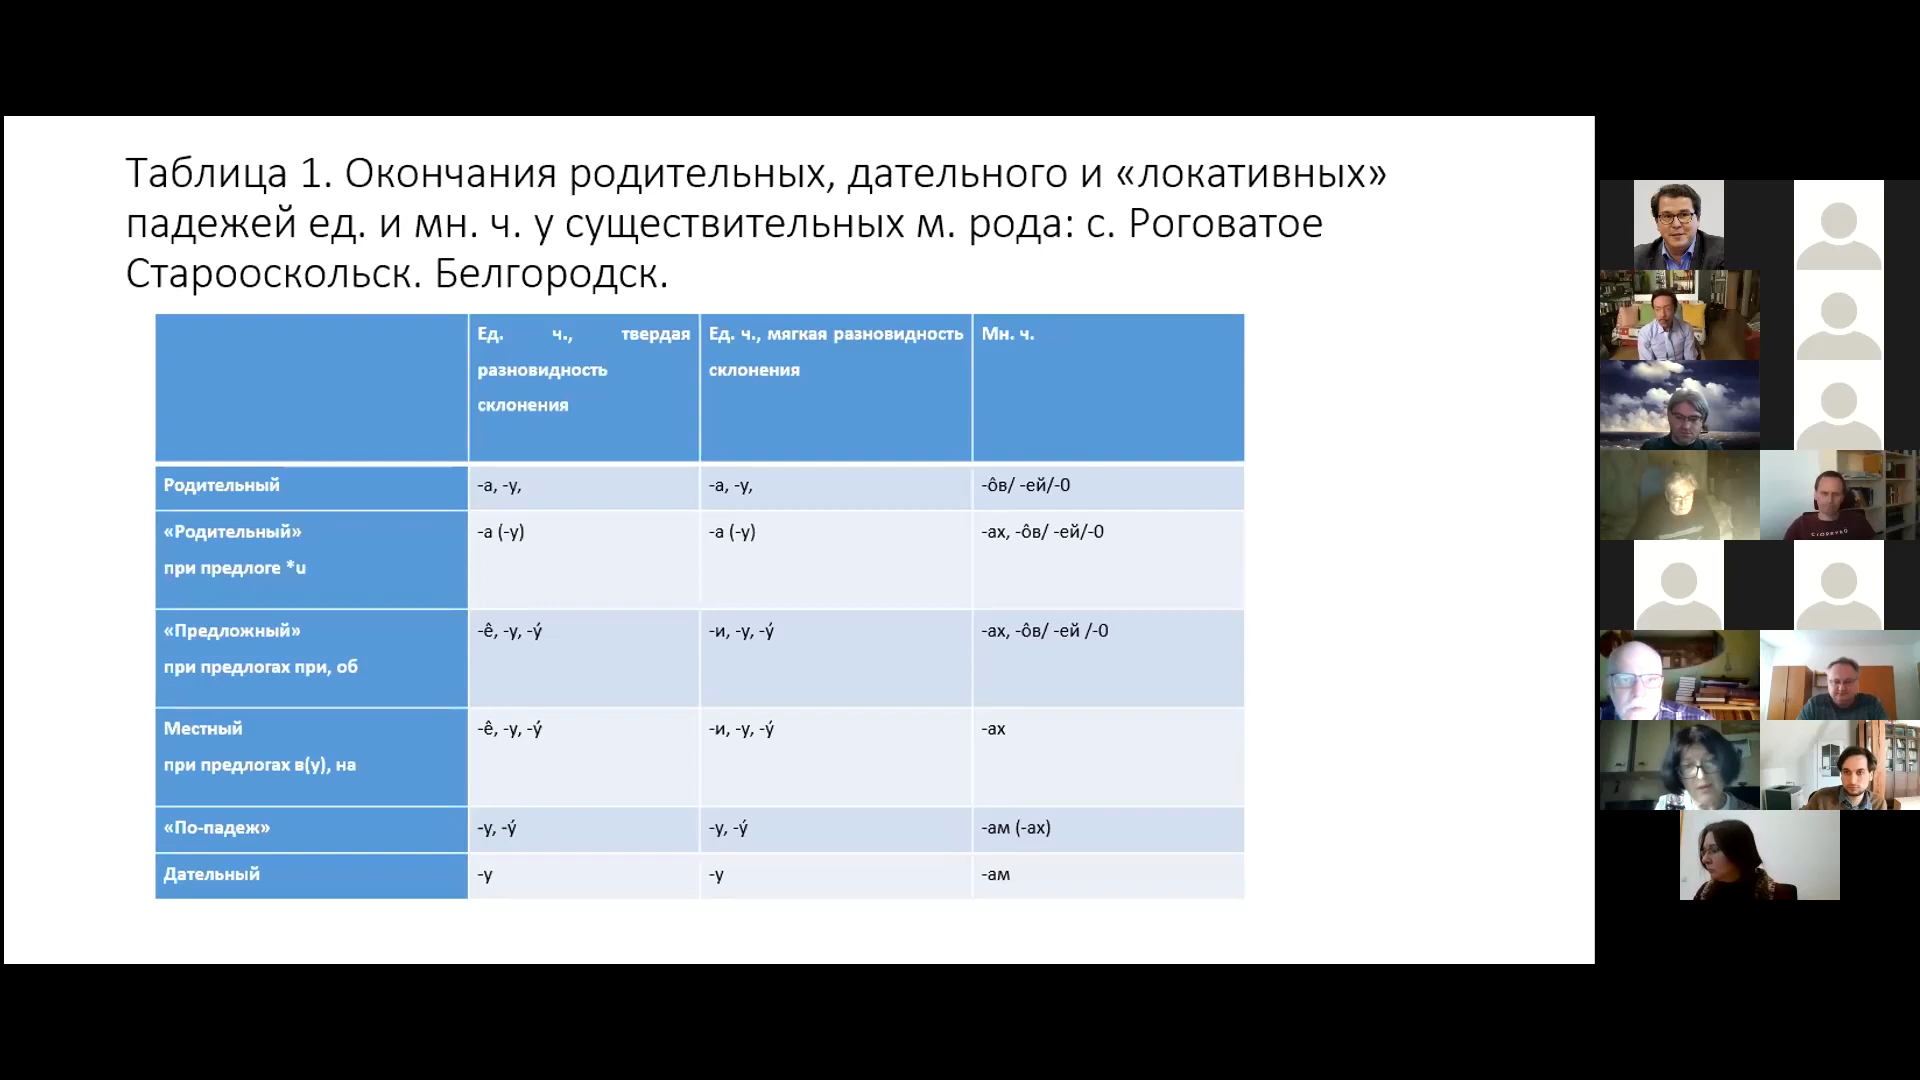 Таблица 1. Окончания родительных, дательного и «локативных»
падежей ед. и мн. ч. у существительных м. рода: с. Роговатое
Старооскольск. Белгородск.
Ед. ч., твердая
разновидность
склонения
Ед. ч., мягкая разновидность
склонения
Мн. ч.
Родительный
-а, -у,
-а, -у,
-ôв/ -ей/-0
«Родительный»
при предлоге *u
-а (-у)
-а (-у)
-ах, -ôв/ -ей/-0
«Предложный»
при предлогах при, об
-ê, -у, -у́
-и, -у, -у́
-ах, -ôв/ -ей /-0
Местный
при предлогах в(у), на
-ê, -у, -у́
-и, -у, -у́
-ах
«По-падеж»
-у, -у́
-у, -у́
-ам (-ах)
Дательный
-у
-у
-ам